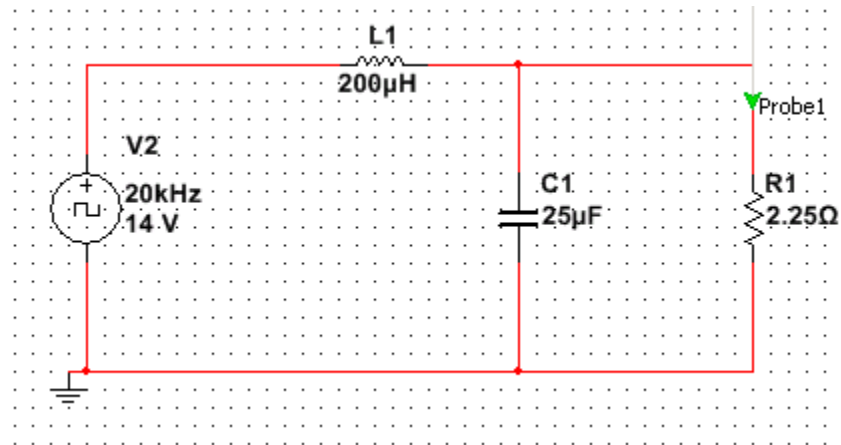 L1
200μH
V2
20kHz
14 V
C1
25μF
Probe1
R1
2.25Ω